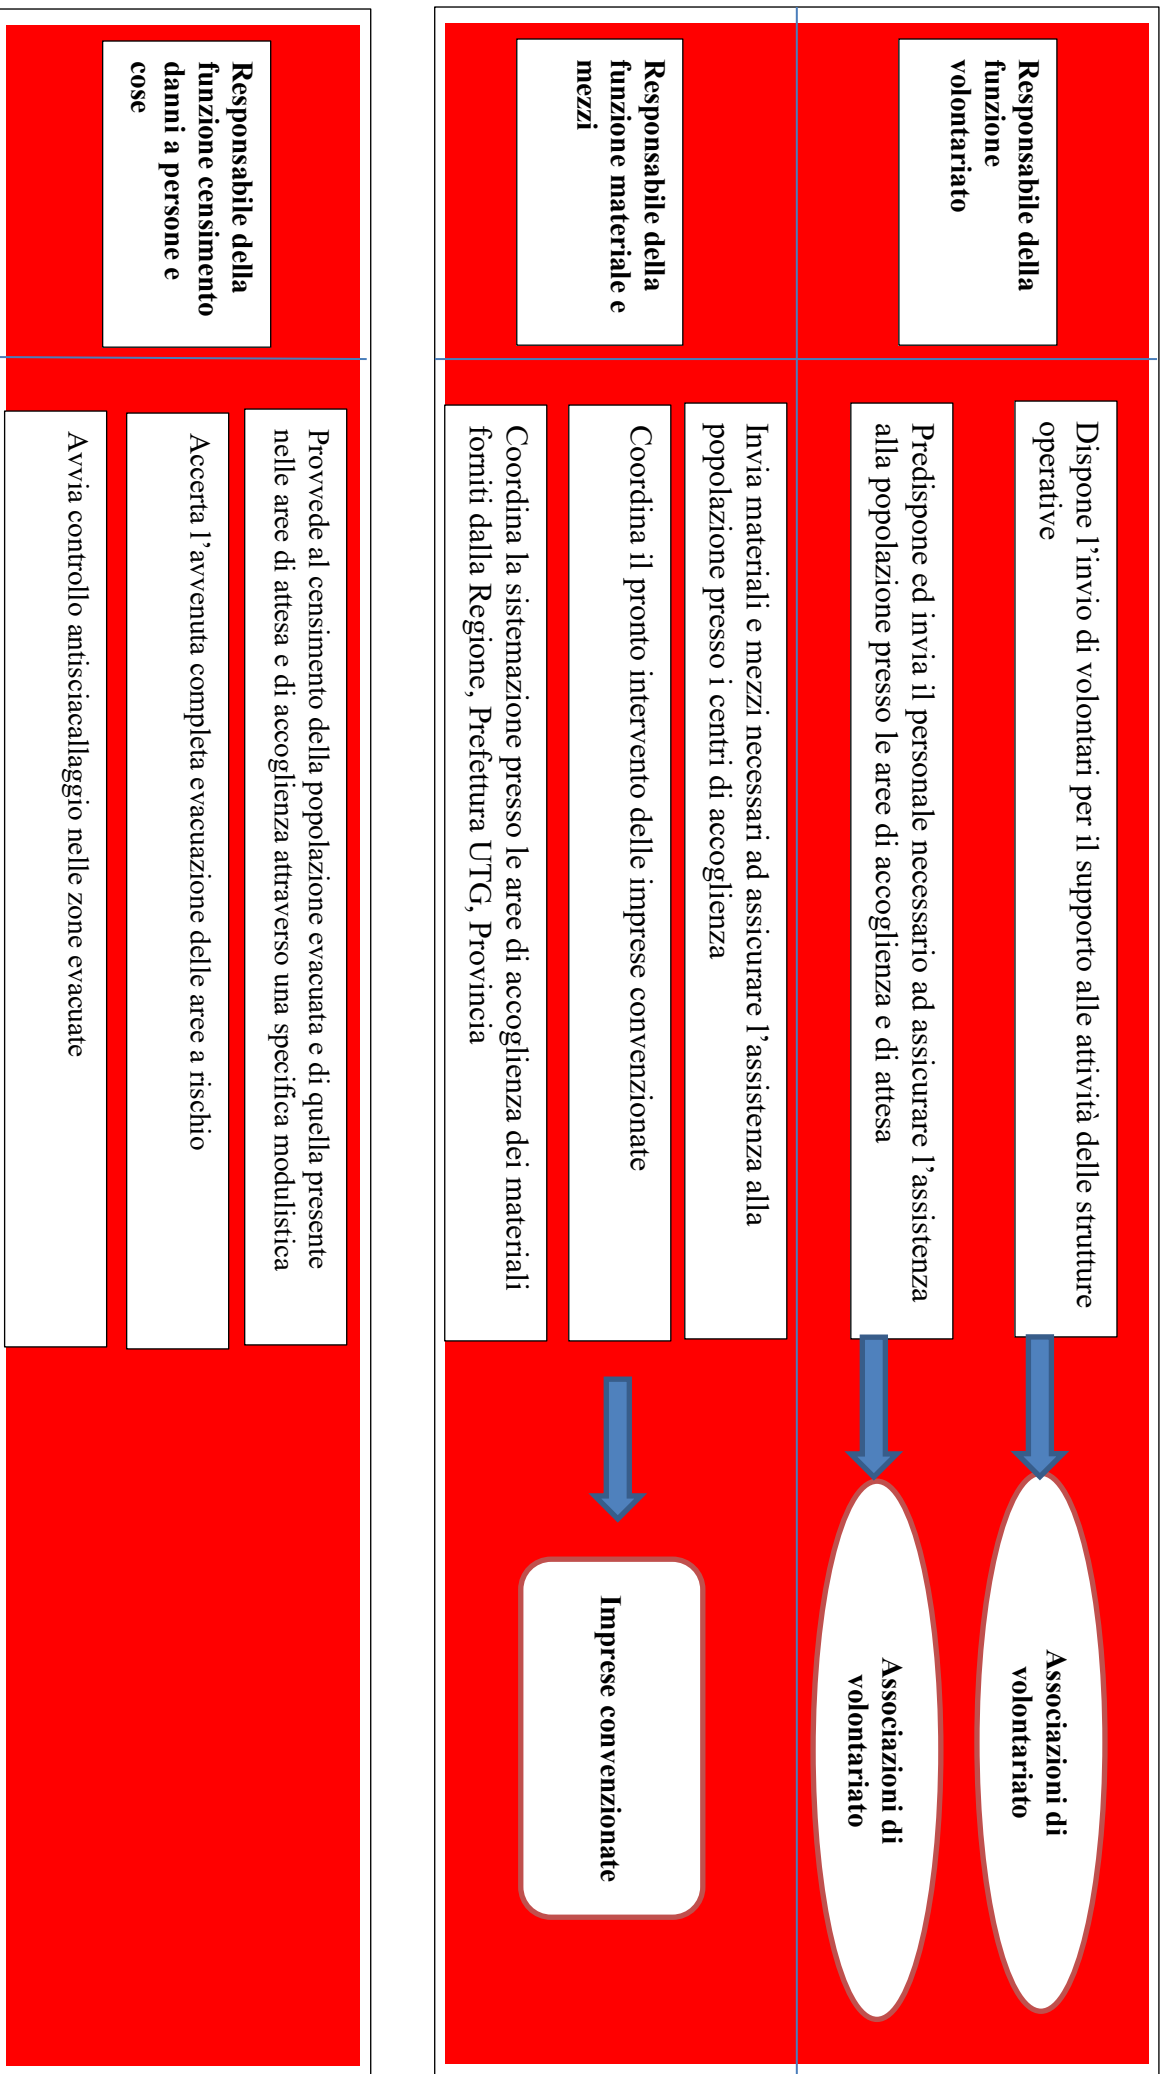 Responsabile della
funzione
volontariato
Dispone l’invio di volontari per il supporto alle attività delle strutture
operative
Associazioni di
volontariato
Predispone ed invia il personale necessario ad assicurare l’assistenza
alla popolazione presso le aree di accoglienza e di attesa
Associazioni di
volontariato
Responsabile della
funzione materiale e
mezzi
Invia materiali e mezzi necessari ad assicurare l’assistenza alla
popolazione presso i centri di accoglienza
Coordina il pronto intervento delle imprese convenzionate
Imprese convenzionate
Coordina la sistemazione presso le aree di accoglienza dei materiali
forniti dalla Regione, Prefettura UTG, Provincia
Responsabile della
funzione censimento
danni a persone e
cose
Provvede al censimento della popolazione evacuata e di quella presente
nelle aree di attesa e di accoglienza attraverso una specifica modulistica
Accerta l’avvenuta completa evacuazione delle aree a rischio
Avvia controllo antisciacallaggio nelle zone evacuate